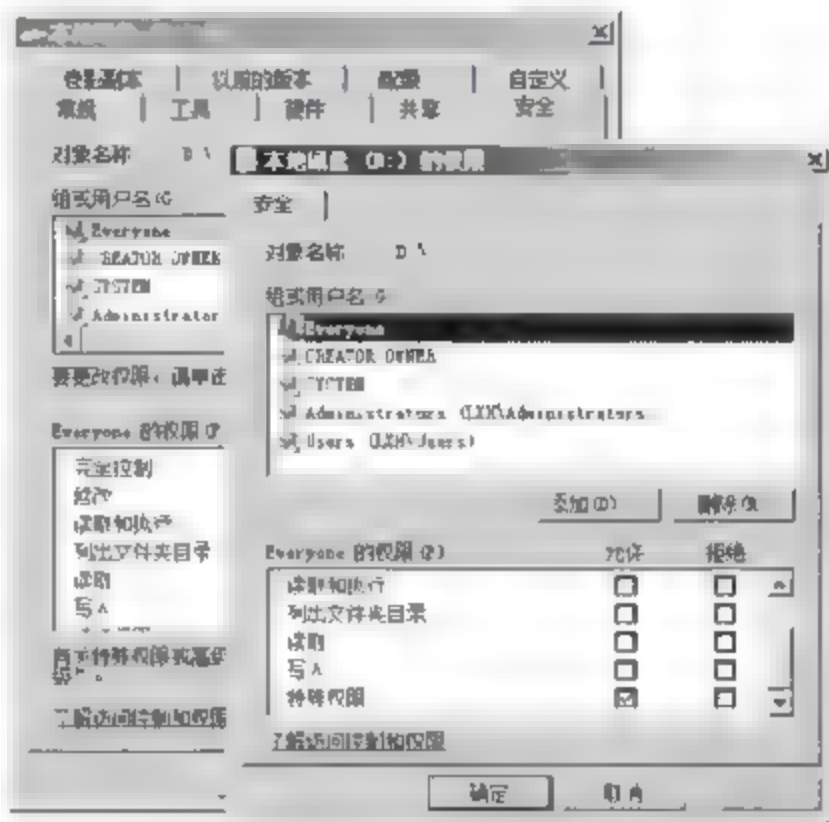 卷影副本 以前的版本 配额 自定义
常规 工具 硬件 共享 安全
对象名称 D \
组或用户名(G
Everyone
CREATOR OWNER
SYSTEM
Administrator
要更改权限，请单击
Everyone 的权限(P
完全控制
修改
读取和执行
列出文件夹目录
读取
写入
有关特殊权限或高级
了解访问控制和权限
本地磁盘 (D:) 的权限
安全
对象名称 D \
组或用户名(G
Everyone
CREATOR OWNER
SYSTEM
Administrators (LXH\Administrators
Users (LXH\Users)
添加(D) 删除(R
Everyone 的权限(P) 允许 拒绝
读取和执行
列出文件夹目录
读取
写入
特殊权限
了解访问控制和权限
确定 取消